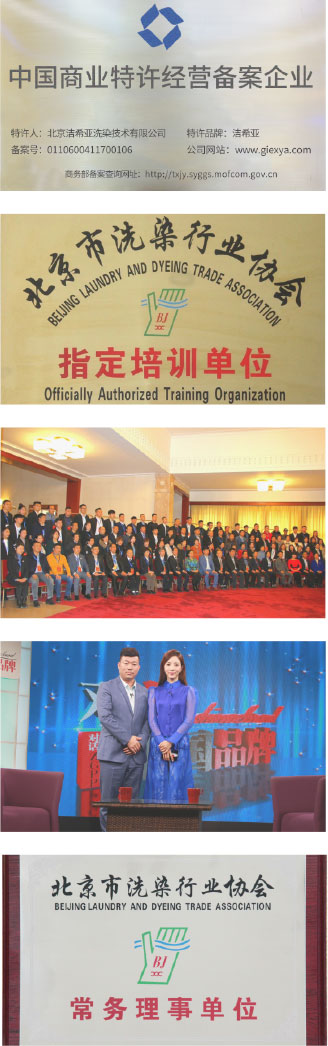 中国商业特许经营备案企业
特许人：北京洁希亚洗染技术有限公司 特许品牌：洁希亚
备案号：0110600411700106 公司网站：www.giexya.com
商务部备案查询网址：http://txjy.syggs.mofcom.gov.cn
北京市洗染行业协会
BEIJING LAUNDRY AND DYEING TRADE ASSOCIATION
BJ
指定培训单位
Officially Authorized Training Organization
品牌
对话
品牌
北京市洗染行业协会
BEIJING LAUNDRY AND DYEING TRADE ASSOCIATION
BJ
常务理事单位